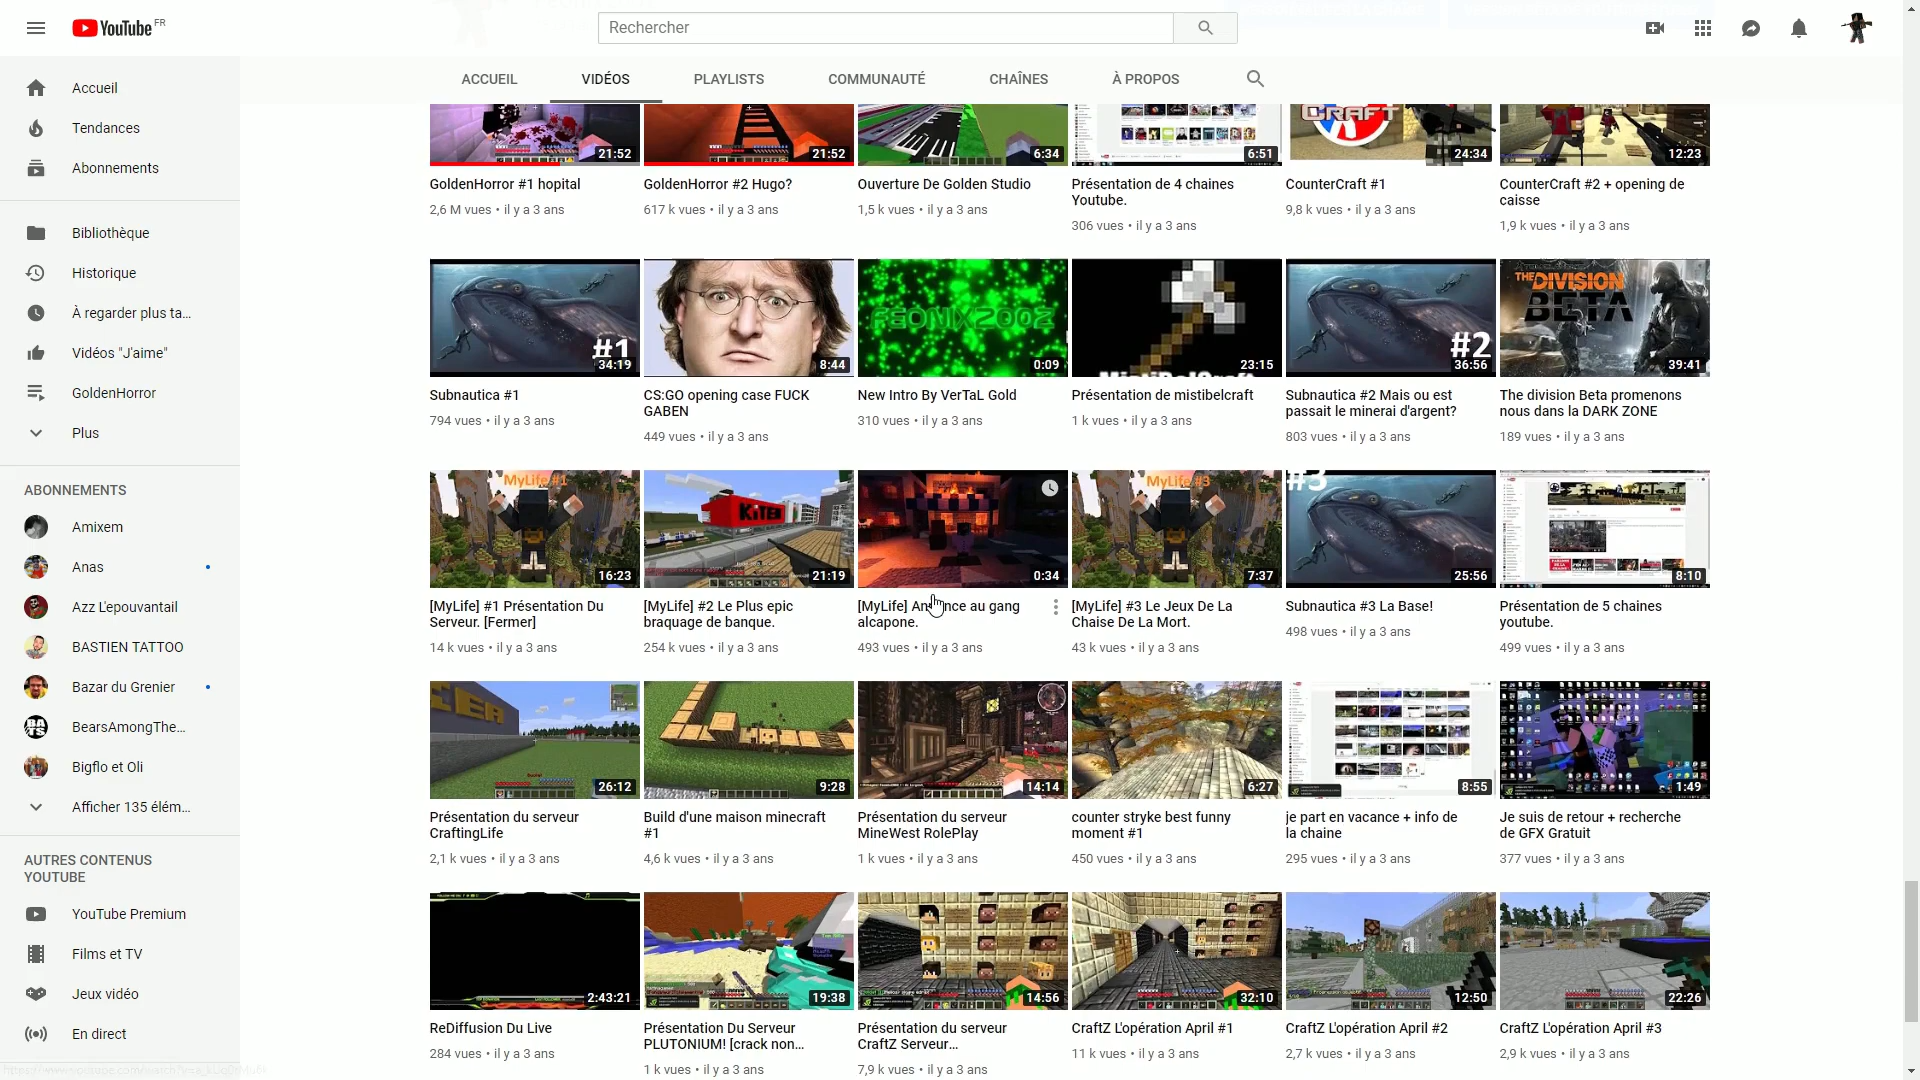 YouTube FR
Rechercher
ACCUEIL VIDÉOS PLAYLISTS COMMUNAUTÉ CHAÎNES À PROPOS
Accueil
Tendances
Abonnements
Bibliothèque
Historique
À regarder plus ta...
Vidéos "J'aime"
GoldenHorror
Plus
ABONNEMENTS
Amixem
Anas
Azz L'epouvantail
BASTIEN TATTOO
Bazar du Grenier
BearsAmongThe...
Bigflo et Oli
Afficher 135 élém...
AUTRES CONTENUS
YOUTUBE
YouTube Premium
Films et TV
Jeux vidéo
En direct
21:52
GoldenHorror #1 hopital
2,6 M vues • il y a 3 ans
21:52
GoldenHorror #2 Hugo?
617 k vues • il y a 3 ans
6:34
Ouverture De Golden Studio
1,5 k vues • il y a 3 ans
6:51
Présentation de 4 chaines
Youtube.
306 vues • il y a 3 ans
CRAFT
24:34
CounterCraft #1
9,8 k vues • il y a 3 ans
12:23
CounterCraft #2 + opening de
caisse
1,9 k vues • il y a 3 ans
#1
34:19
Subnautica #1
794 vues • il y a 3 ans
8:44
CS:GO opening case FUCK
GABEN
449 vues • il y a 3 ans
FEONIX2002
0:09
New Intro By VerTaL Gold
310 vues • il y a 3 ans
23:15
Présentation de mistibelcraft
1 k vues • il y a 3 ans
#2
36:56
Subnautica #2 Mais ou est
passait le minerai d'argent?
803 vues • il y a 3 ans
THE DIVISION
BETA
39:41
The division Beta promenons
nous dans la DARK ZONE
189 vues • il y a 3 ans
MyLife #1
16:23
[MyLife] #1 Présentation Du
Serveur. [Fermer]
14 k vues • il y a 3 ans
KITEA
21:19
[MyLife] #2 Le Plus epic
braquage de banque.
254 k vues • il y a 3 ans
0:34
[MyLife] An nce au gang
alcapone.
493 vues • il y a 3 ans
MyLife #3
7:37
[MyLife] #3 Le Jeux De La
Chaise De La Mort.
43 k vues • il y a 3 ans
#3
25:56
Subnautica #3 La Base!
498 vues • il y a 3 ans
8:10
Présentation de 5 chaines
youtube.
499 vues • il y a 3 ans
26:12
Présentation du serveur
CraftingLife
2,1 k vues • il y a 3 ans
9:28
Build d'une maison minecraft
#1
4,6 k vues • il y a 3 ans
14:14
Présentation du serveur
MineWest RolePlay
1 k vues • il y a 3 ans
6:27
counter stryke best funny
moment #1
450 vues • il y a 3 ans
8:55
je part en vacance + info de
la chaine
295 vues • il y a 3 ans
1:49
Je suis de retour + recherche
de GFX Gratuit
377 vues • il y a 3 ans
2:43:21
ReDiffusion Du Live
284 vues • il y a 3 ans
19:38
Présentation Du Serveur
PLUTONIUM! [crack non...
1 k vues • il y a 3 ans
14:56
Présentation du serveur
CraftZ Serveur...
7,9 k vues • il y a 3 ans
32:10
CraftZ L'opération April #1
11 k vues • il y a 3 ans
12:50
CraftZ L'opération April #2
2,7 k vues • il y a 3 ans
22:26
CraftZ L'opération April #3
2,9 k vues • il y a 3 ans